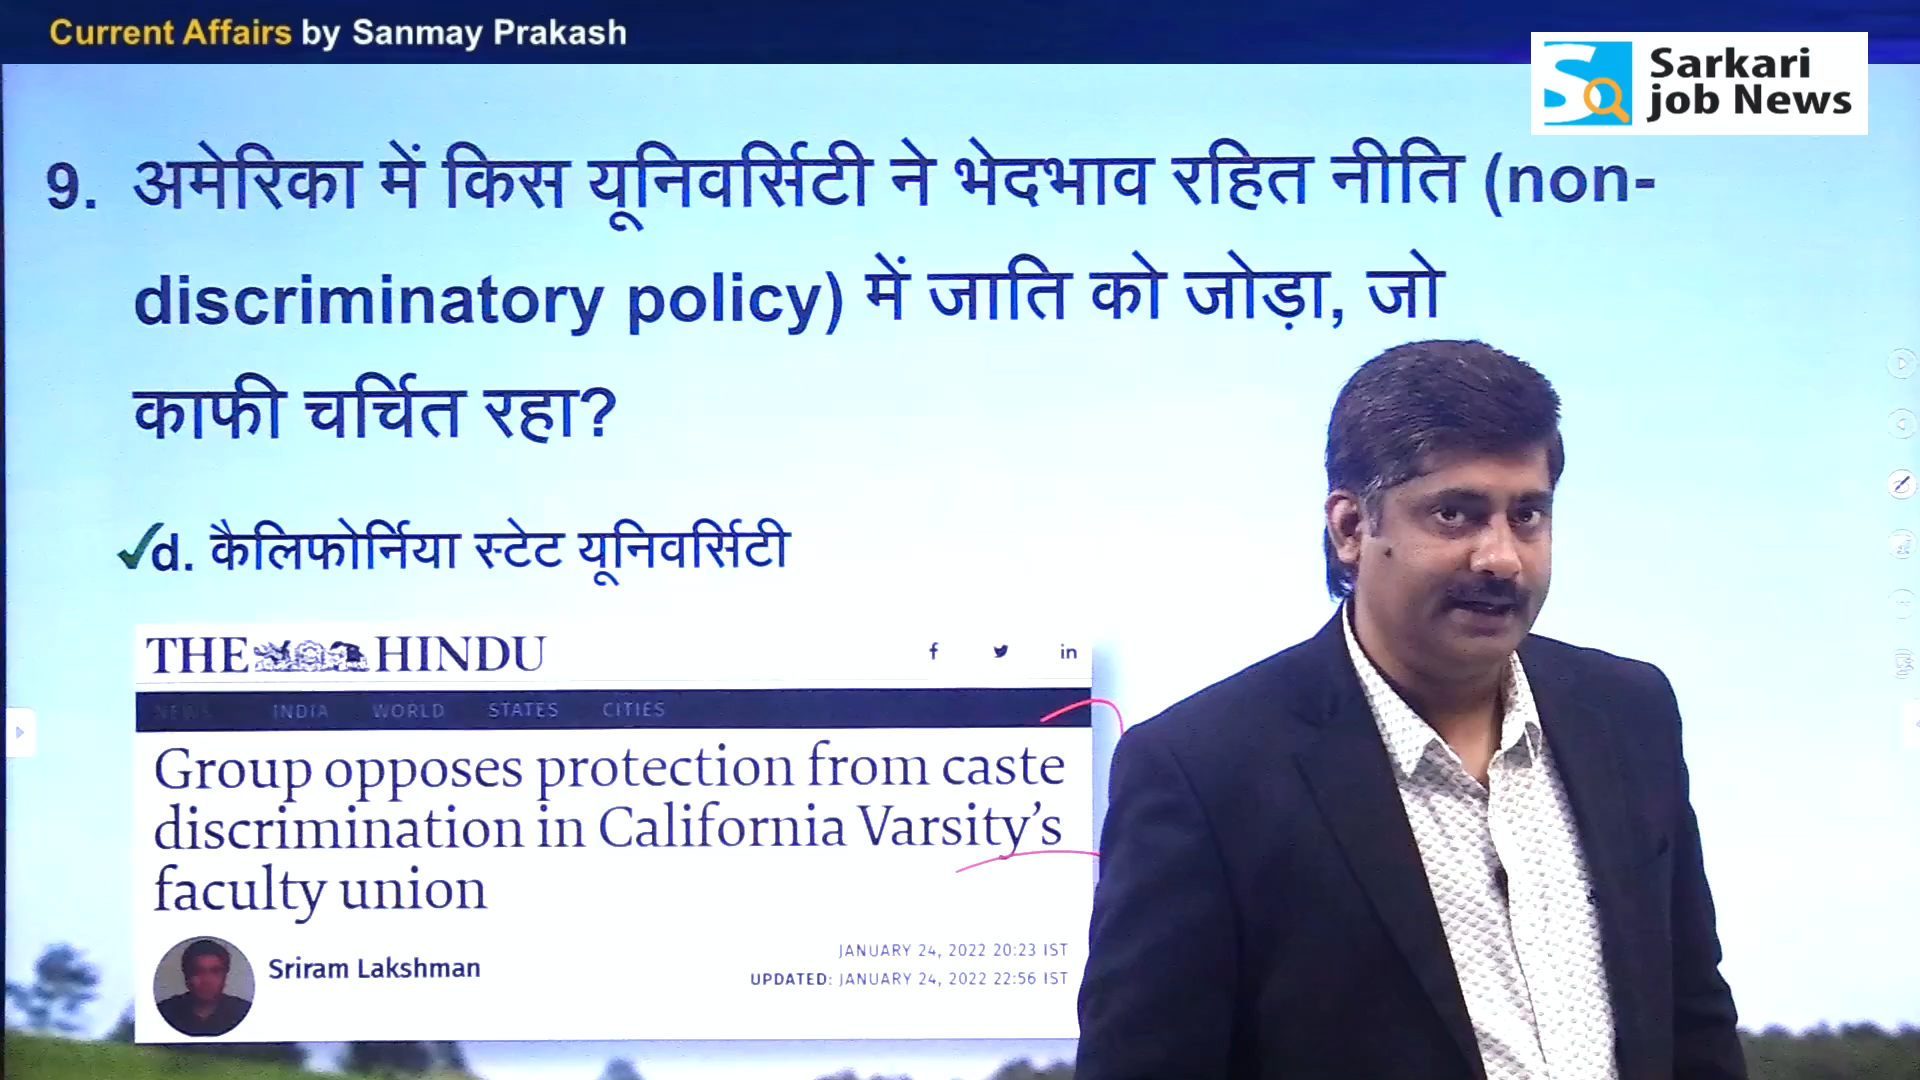 Current Affairs by Sanmay Prakash
Sarkari
job News
9. अमेरिका में किस यूनिवर्सिटी ने भेदभाव रहित नीति (non-
discriminatory policy) में जाति को जोड़ा, जो
काफी चर्चित रहा?
d. कैलिफोर्निया स्टेट यूनिवर्सिटी
THE HINDU
f in
NEWS INDIA WORLD STATES CITIES
Group opposes protection from caste
discrimination in California Varsity’s
faculty union
Sriram Lakshman
JANUARY 24, 2022 20:23 IST
UPDATED: JANUARY 24, 2022 22:56 IST